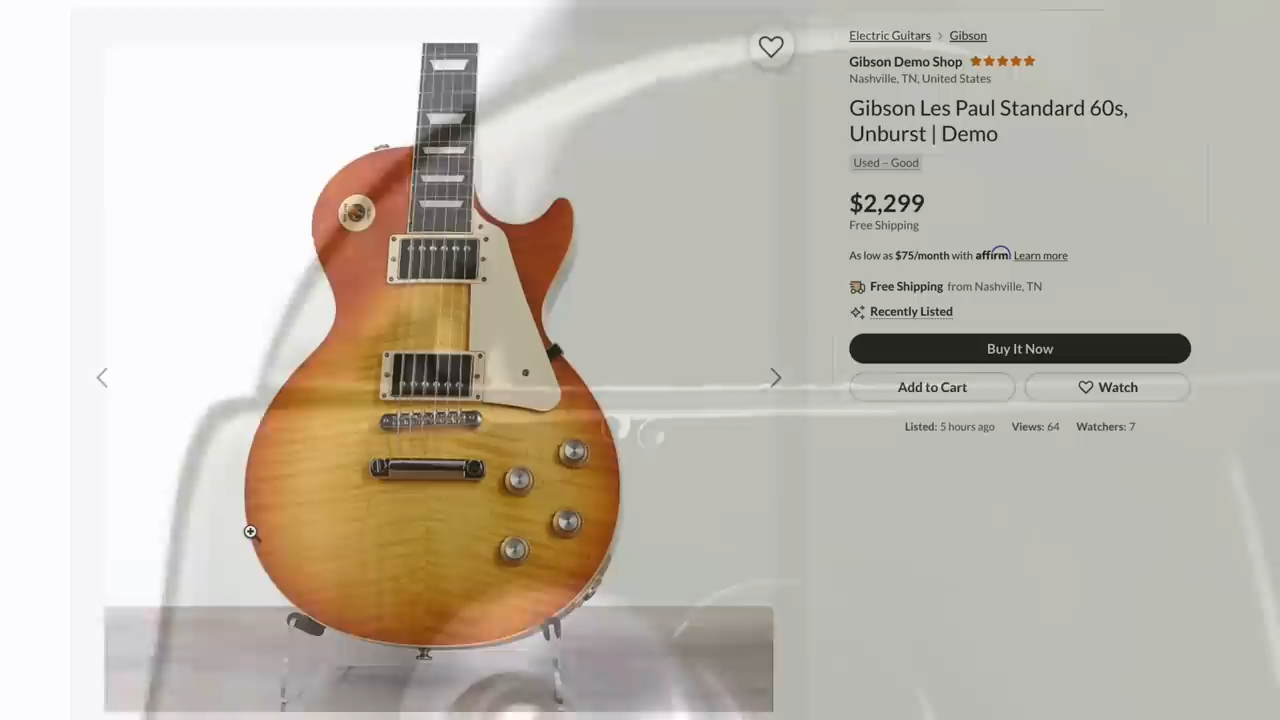 Electric Guitars > Gibson
Gibson Demo Shop
Nashville, TN, United States
Gibson Les Paul Standard 60s,
Unburst | Demo
Used – Good
$2,299
Free Shipping
As low as $75/month with affirm Learn more
Free Shipping from Nashville, TN
Recently Listed
Buy It Now
Add to Cart
Watch
Listed: 5 hours ago Views: 64 Watchers: 7